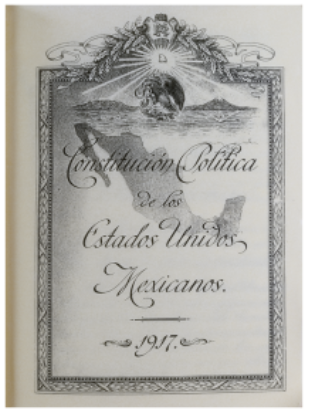 Constitución Política
de los
Estados Unidos
Mexicanos.
1917.